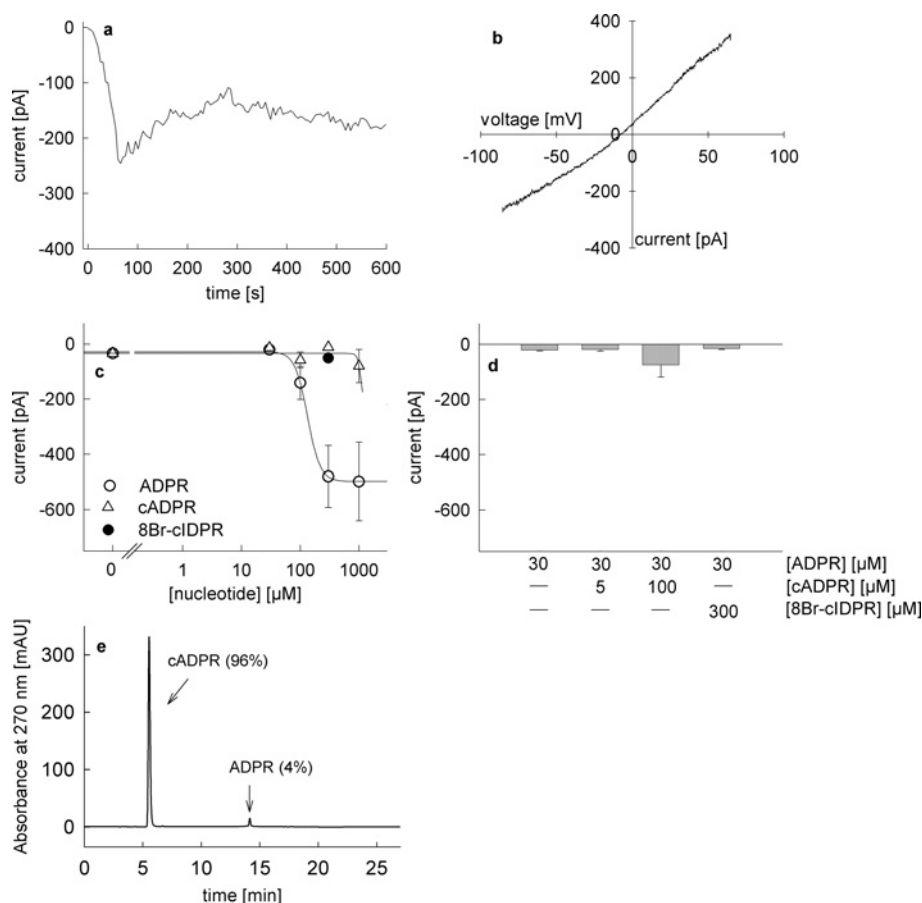 a
0
-100
-200
-300
-400
current [pA]
0 100 200 300 400 500 600
time [s]
b
400
200
0
-200
-400
voltage [mV]
-100 -50 0 50 100
current [pA]
c
0
-200
-400
-600
current [pA]
ADPR
cADPR
8Br-cIDPR
0 1 10 100 1000
[nucleotide] [µM]
d
0
-200
-400
-600
current [pA]
30 30 30 30 [ADPR] [µM]
— 5 100 — [cADPR] [µM]
— — — 300 [8Br-cIDPR] [µM]
e
300
200
100
0
Absorbance at 270 nm [mAU]
cADPR (96%)
ADPR (4%)
0 5 10 15 20 25
time [min]